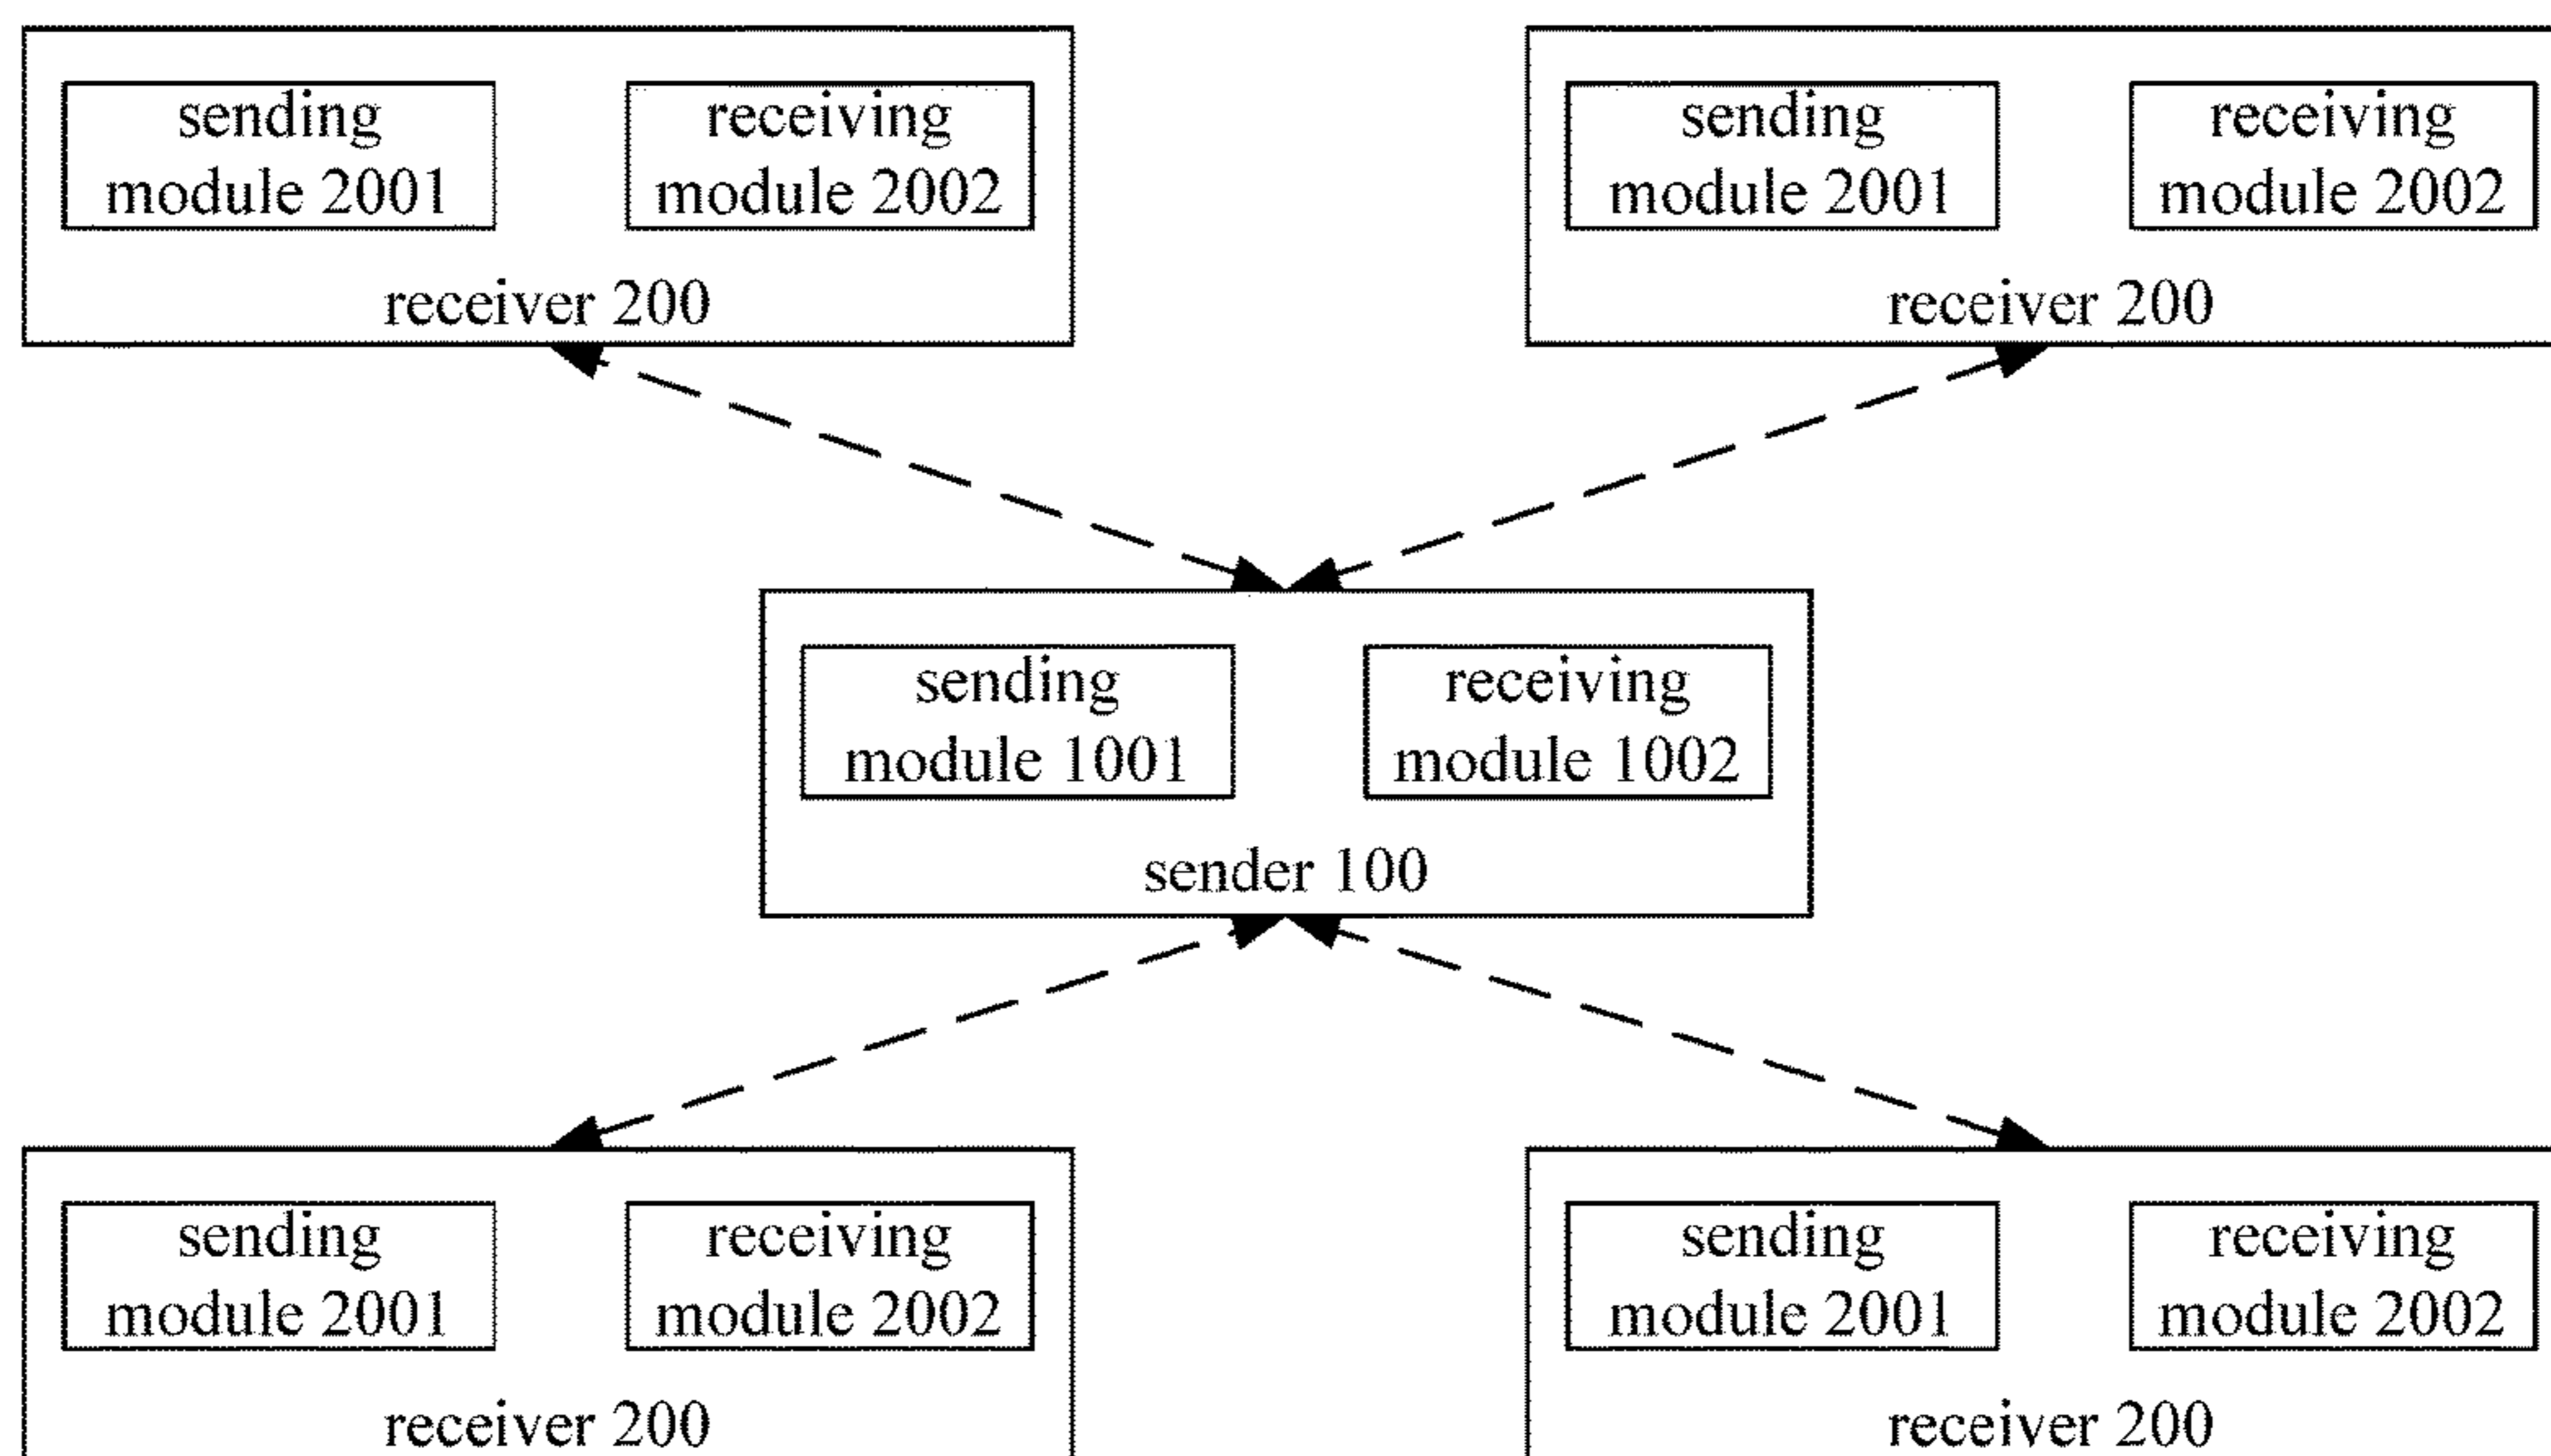 sending
module 2001
receiving
module 2002
receiver 200
sending
module 2001
receiving
module 2002
receiver 200
sending
module 1001
receiving
module 1002
sender 100
sending
module 2001
receiving
module 2002
receiver 200
sending
module 2001
receiving
module 2002
receiver 200